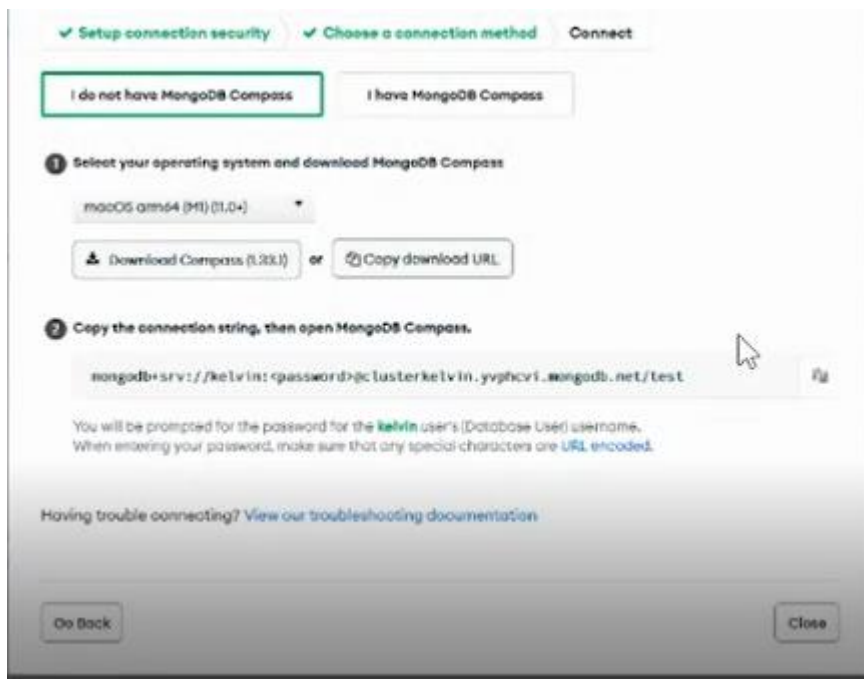 ✔ Setup connection security ✔ Choose a connection method Connect
I do not have MongoDB Compass I have MongoDB Compass
1 Select your operating system and download MongoDB Compass
macOS arm64 (M1) (11.0+)
Download Compass (1.33.1) or Copy download URL
2 Copy the connection string, then open MongoDB Compass.
mongodb+srv://kelvin:<password>@clusterkelvin.yvphcvi.mongodb.net/test
You will be prompted for the password for the kelvin user's (Database User) username.
When entering your password, make sure that any special characters are URL encoded.
Having trouble connecting? View our troubleshooting documentation
Go Back Close